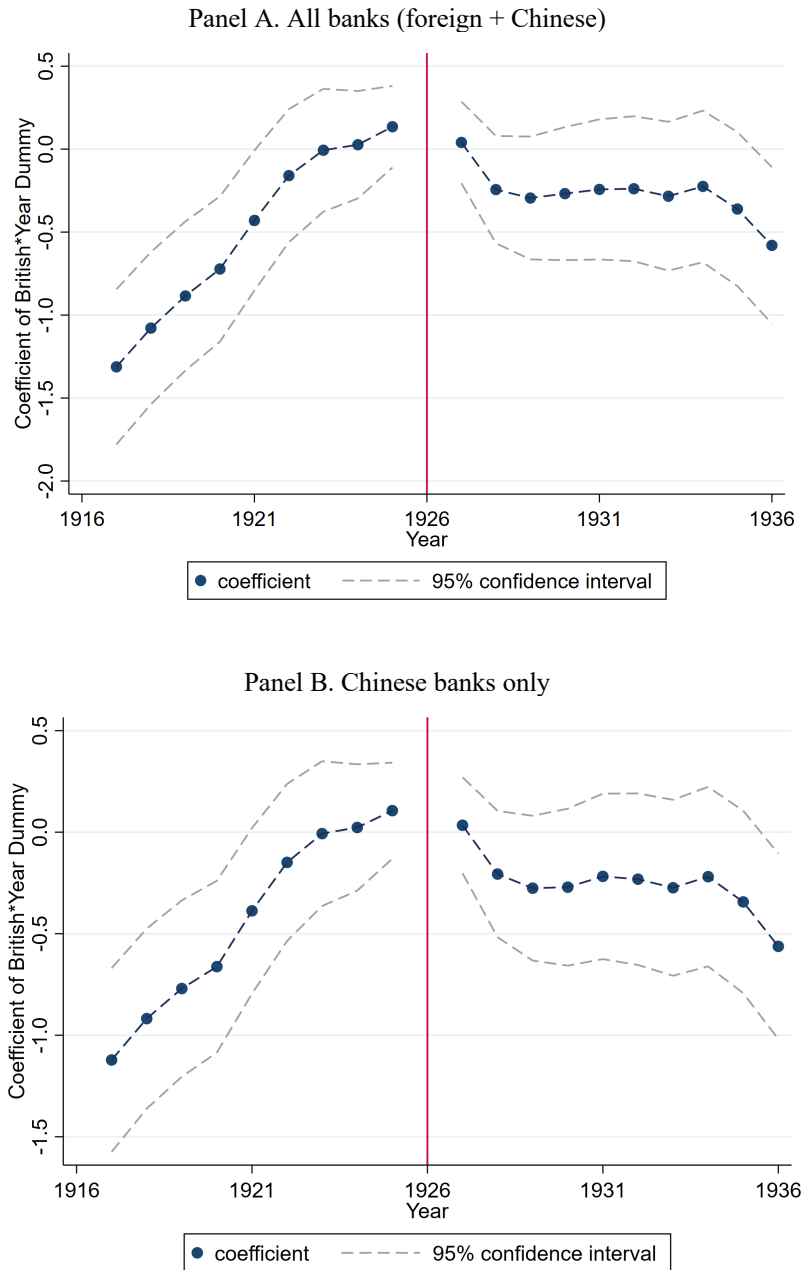 Panel A. All banks (foreign + Chinese)
Coefficient of British*Year Dummy
0.5
0.0
-0.5
-1.0
-1.5
-2.0
1916 1921 1926 1931 1936
Year
coefficient 95% confidence interval
Panel B. Chinese banks only
Coefficient of British*Year Dummy
0.5
0.0
-0.5
-1.0
-1.5
1916 1921 1926 1931 1936
Year
coefficient 95% confidence interval